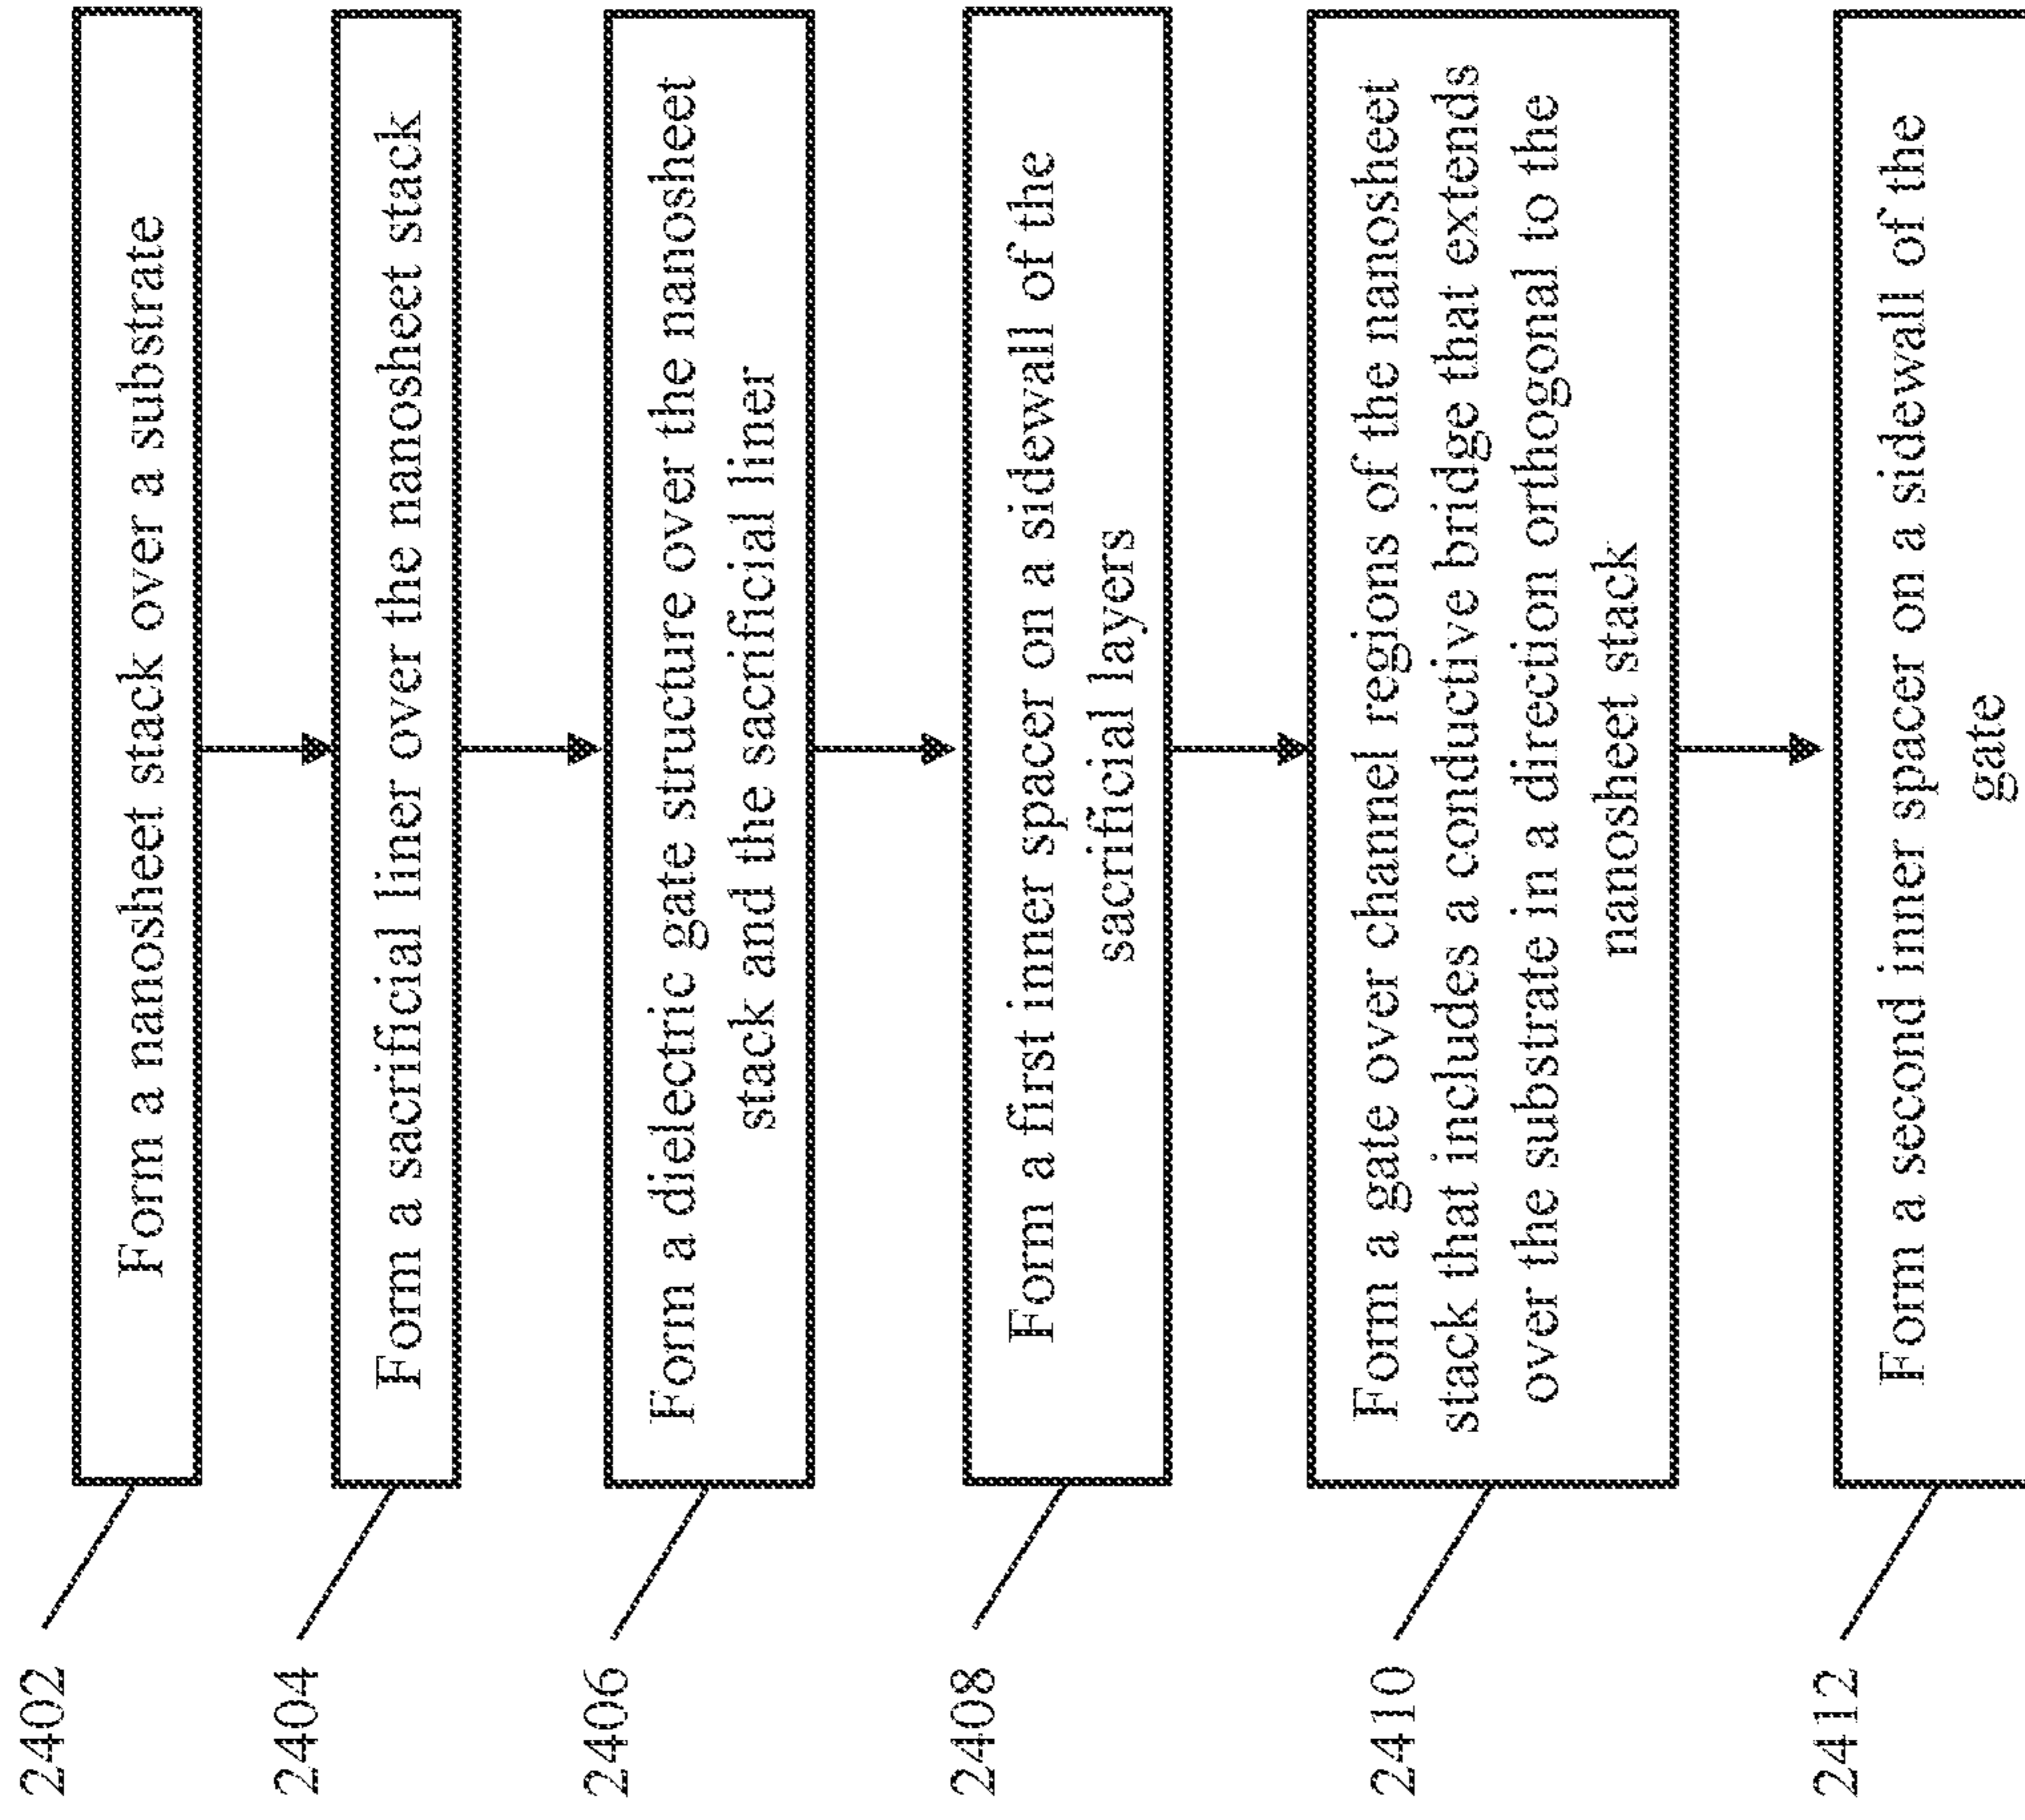 2402
Form a nanosheet stack over a substrate
2404
Form a sacrificial liner over the nanosheet stack
2406
Form a dielectric gate structure over the nanosheet
stack and the sacrificial liner
2408
Form a first inner spacer on a sidewall of the
sacrificial layers
2410
Form a gate over channel regions of the nanosheet
stack that includes a conductive bridge that extends
over the substrate in a direction orthogonal to the
nanosheet stack
2412
Form a second inner spacer on a sidewall of the
gate